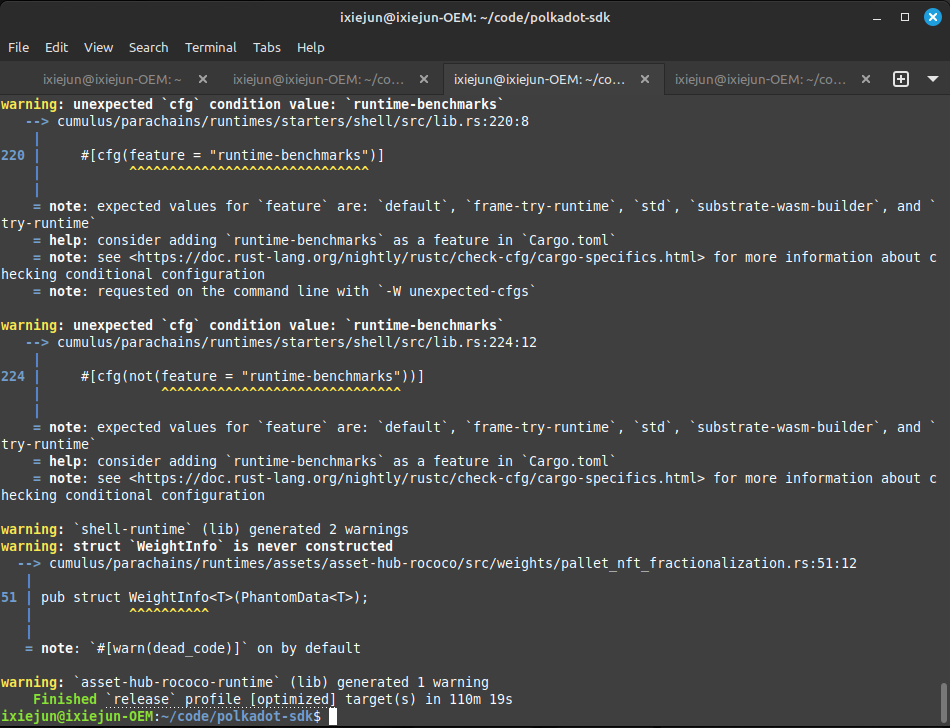 ixiejun@ixiejun-OEM: ~/code/polkadot-sdk
File Edit View Search Terminal Tabs Help
ixiejun@ixiejun-OEM: ~ ixiejun@ixiejun-OEM: ~/co... ixiejun@ixiejun-OEM: ~/co... ixiejun@ixiejun-OEM: ~/co...
warning: unexpected `cfg` condition value: `runtime-benchmarks`
   --> cumulus/parachains/runtimes/starters/shell/src/lib.rs:220:8
    |
220 |     #[cfg(feature = "runtime-benchmarks")]
    |           ^^^^^^^^^^^^^^^^^^^^^^^^^^^^^^
    |
    = note: expected values for `feature` are: `default`, `frame-try-runtime`, `std`, `substrate-wasm-builder`, and `
try-runtime`
    = help: consider adding `runtime-benchmarks` as a feature in `Cargo.toml`
    = note: see <https://doc.rust-lang.org/nightly/rustc/check-cfg/cargo-specifics.html> for more information about c
hecking conditional configuration
    = note: requested on the command line with `-W unexpected-cfgs`

warning: unexpected `cfg` condition value: `runtime-benchmarks`
   --> cumulus/parachains/runtimes/starters/shell/src/lib.rs:224:12
    |
224 |     #[cfg(not(feature = "runtime-benchmarks"))]
    |               ^^^^^^^^^^^^^^^^^^^^^^^^^^^^^^
    |
    = note: expected values for `feature` are: `default`, `frame-try-runtime`, `std`, `substrate-wasm-builder`, and `
try-runtime`
    = help: consider adding `runtime-benchmarks` as a feature in `Cargo.toml`
    = note: see <https://doc.rust-lang.org/nightly/rustc/check-cfg/cargo-specifics.html> for more information about c
hecking conditional configuration

warning: `shell-runtime` (lib) generated 2 warnings
warning: struct `WeightInfo` is never constructed
  --> cumulus/parachains/runtimes/assets/asset-hub-rococo/src/weights/pallet_nft_fractionalization.rs:51:12
   |
51 | pub struct WeightInfo<T>(PhantomData<T>);
   |            ^^^^^^^^^^
   |
   = note: `#[warn(dead_code)]` on by default

warning: `asset-hub-rococo-runtime` (lib) generated 1 warning
    Finished `release` profile [optimized] target(s) in 110m 19s
ixiejun@ixiejun-OEM:~/code/polkadot-sdk$